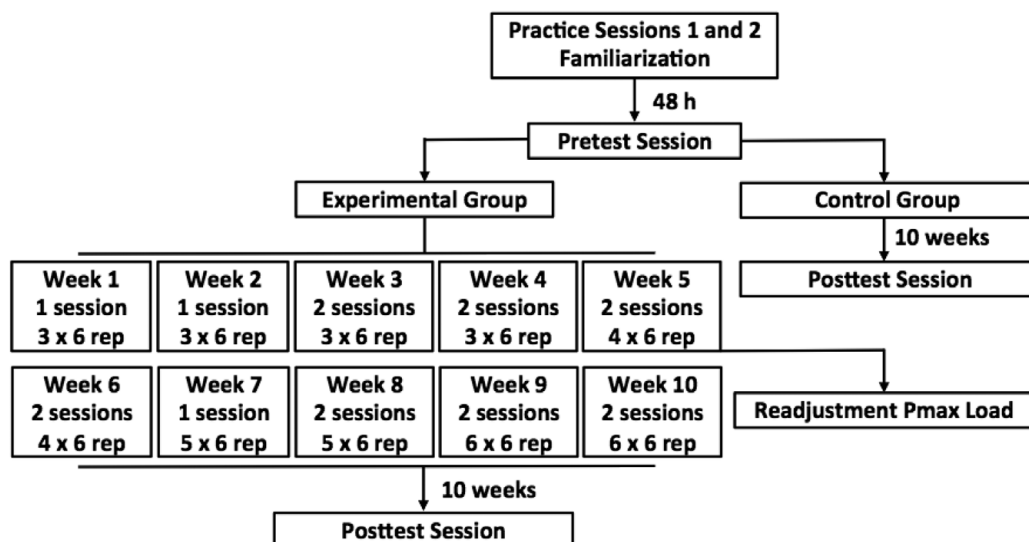 Practice Sessions 1 and 2
Familiarization
48 h
Pretest Session
Experimental Group
Control Group
10 weeks
Posttest Session
Week 1
1 session
3 x 6 rep
Week 2
1 session
3 x 6 rep
Week 3
2 sessions
3 x 6 rep
Week 4
2 sessions
3 x 6 rep
Week 5
2 sessions
4 x 6 rep
Readjustment Pmax Load
Week 6
2 sessions
4 x 6 rep
Week 7
1 session
5 x 6 rep
Week 8
2 sessions
5 x 6 rep
Week 9
2 sessions
6 x 6 rep
Week 10
2 sessions
6 x 6 rep
10 weeks
Posttest Session